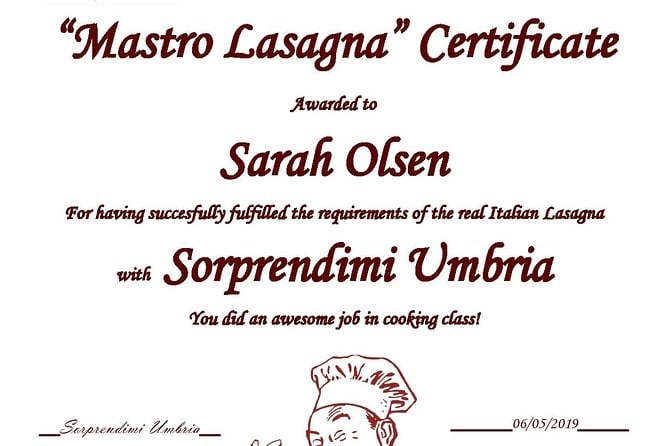 “Mastro Lasagna” Certificate
Awarded to
Sarah Olsen
For having succesfully fulfilled the requirements of the real Italian Lasagna
with Sorprendimi Umbria
You did an awesome job in cooking class!
Sorprendimi Umbria
06/05/2019